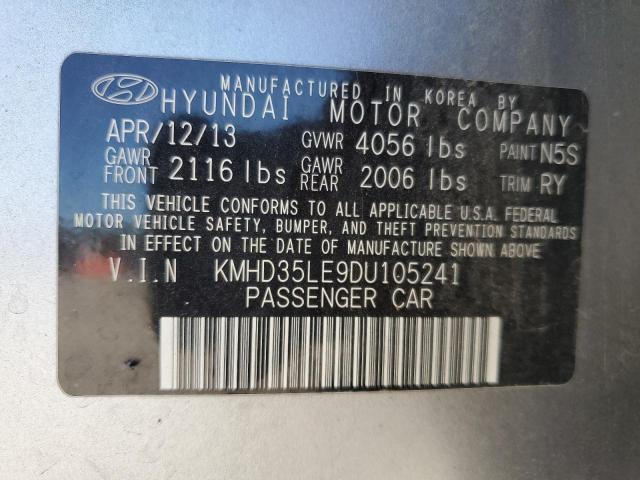 MANUFACTURED IN KOREA BY
HYUNDAI MOTOR COMPANY
APR/12/13 GVWR 4056 lbs PAINT N5S
GAWR FRONT 2116 lbs GAWR REAR 2006 lbs TRIM RY
THIS VEHICLE CONFORMS TO ALL APPLICABLE U.S.A. FEDERAL
MOTOR VEHICLE SAFETY, BUMPER, AND THEFT PREVENTION STANDARDS
IN EFFECT ON THE DATE OF MANUFACTURE SHOWN ABOVE.
V.I.N KMHD35LE9DU105241
PASSENGER CAR